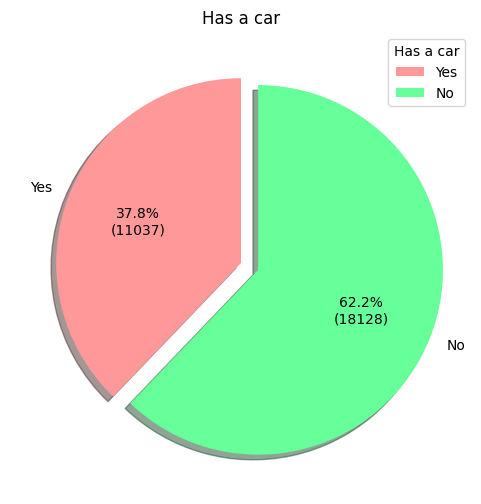 Has a car
Has a car
Yes
No
Yes
37.8%
(11037)
62.2%
(18128)
No